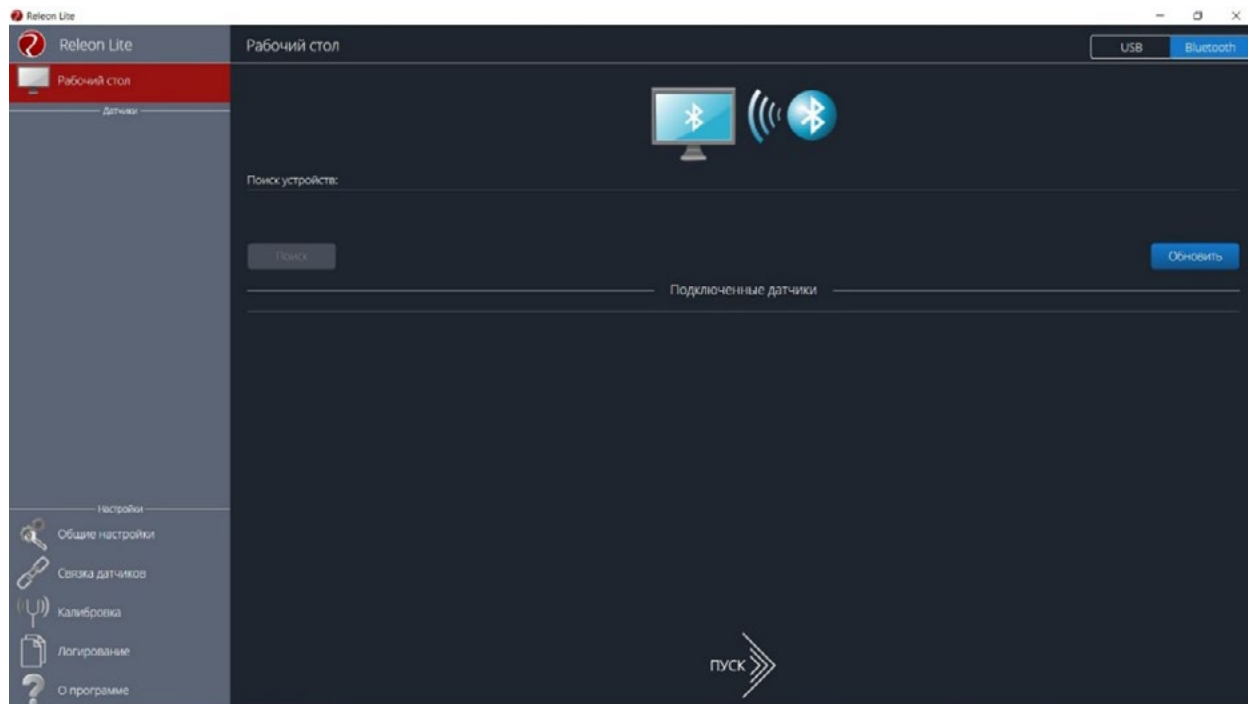 Releon Lite
Releon Lite
Рабочий стол
USB
Bluetooth
Рабочий стол
Датчики
Поиск устройств:
Поиск
Обновить
Подключенные датчики
Настройки
Общие настройки
Связка датчиков
Калибровка
Логирование
О программе
ПУСК